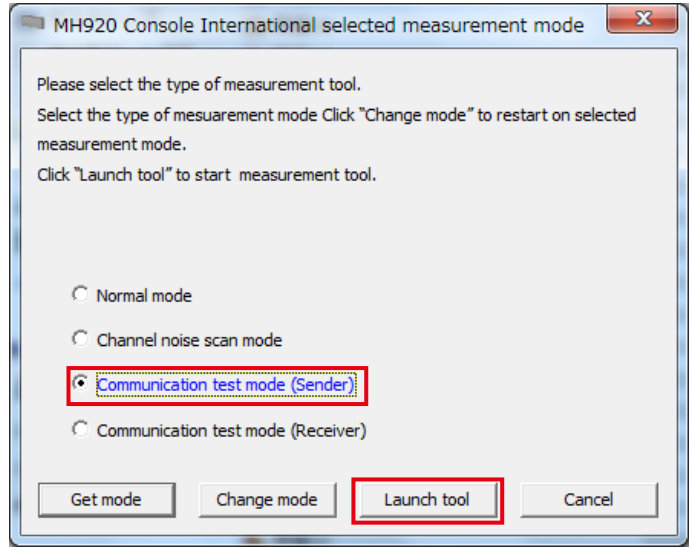 MH920 Console International selected measurement mode
Please select the type of measurement tool.
Select the type of mesuarement mode Click “Change mode” to restart on selected
measurement mode.
Click “Launch tool” to start measurement tool.
Normal mode
Channel noise scan mode
Communication test mode (Sender)
Communication test mode (Receiver)
Get mode Change mode Launch tool Cancel